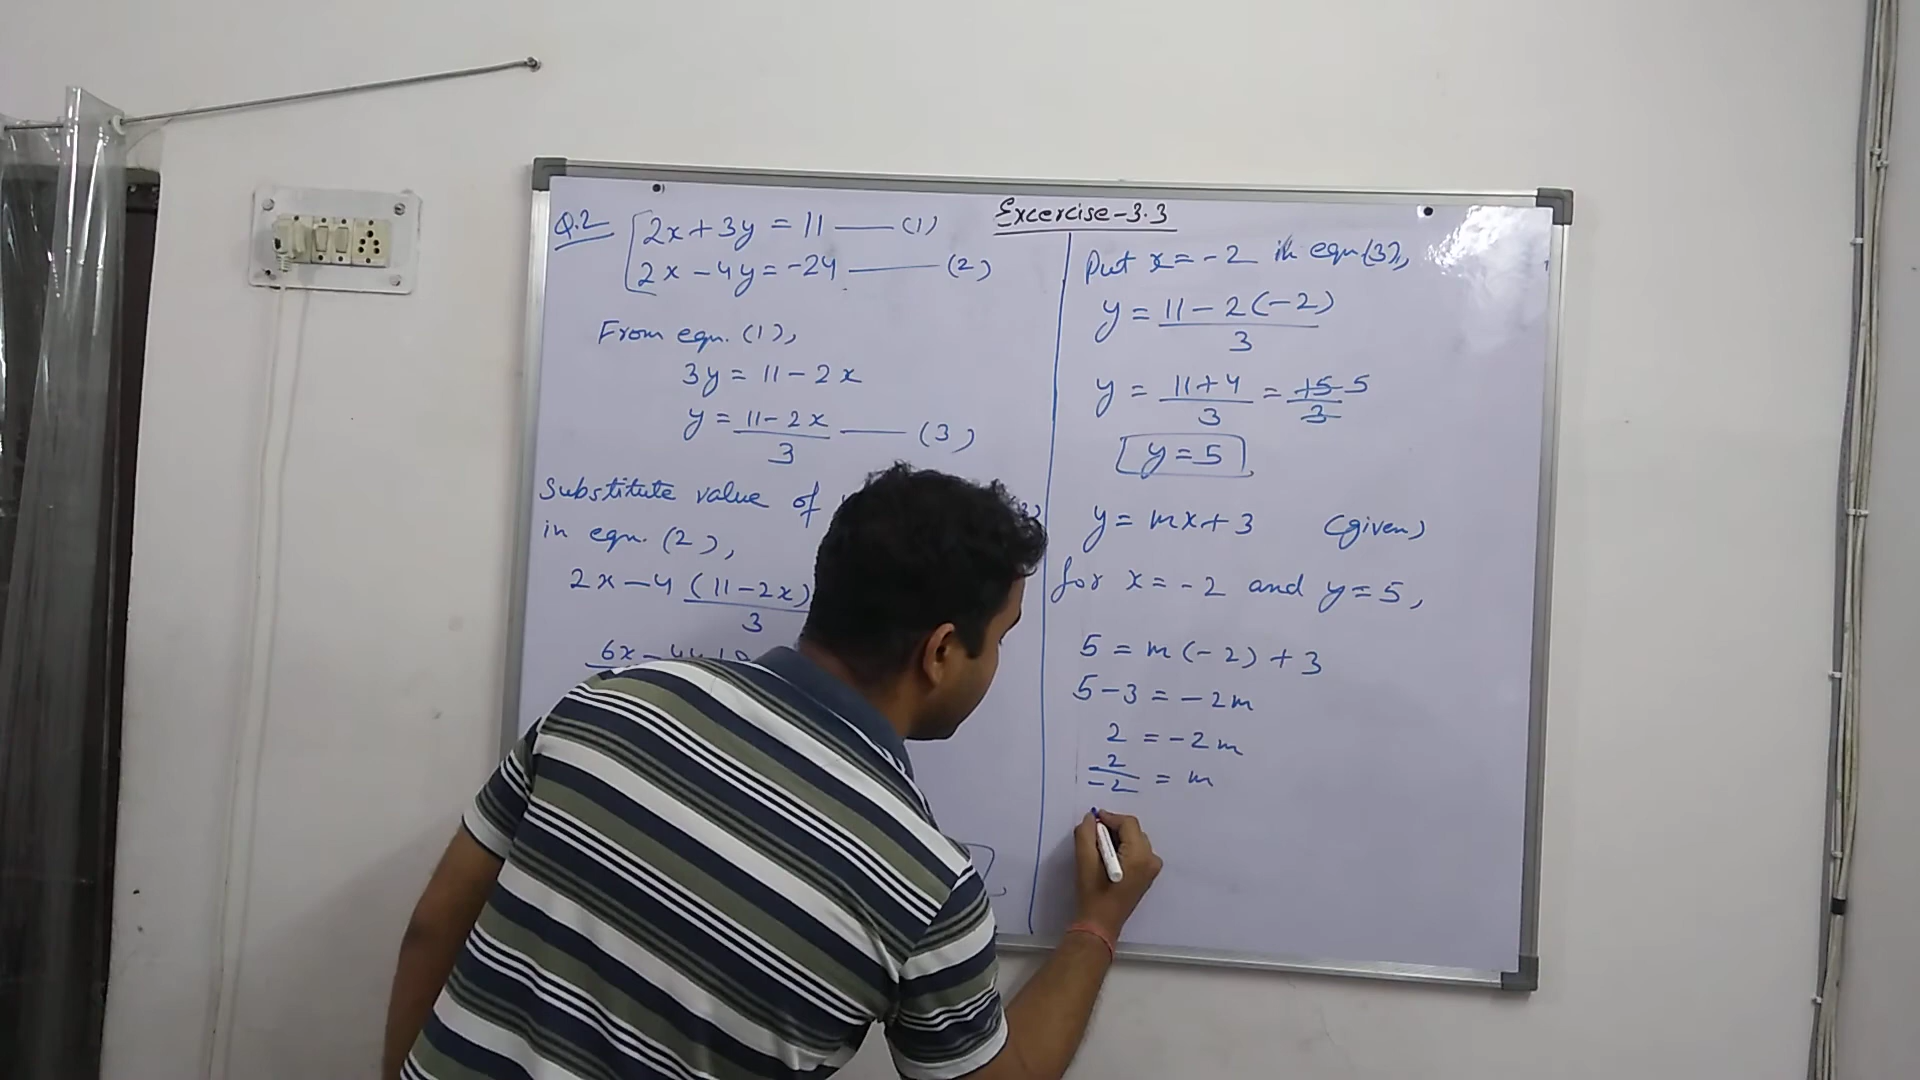 Excercise-3.3
Q.2 2x+3y = 11 —— (1)
2x-4y = -24 —— (2)
From eqn. (1),
3y = 11-2x
y = 11-2x/3 —— (3)
Substitute value of
in eqn. (2),
2x-4 (11-2x)/3
6x-44+8
Put x=-2 in eqn(3),
y = 11-2(-2)/3
y = 11+4/3 = 15/3 5
y=5
y = mx+3 (given)
for x=-2 and y=5,
5 = m(-2)+3
5-3 = -2m
2 = -2m
2/-2 = m